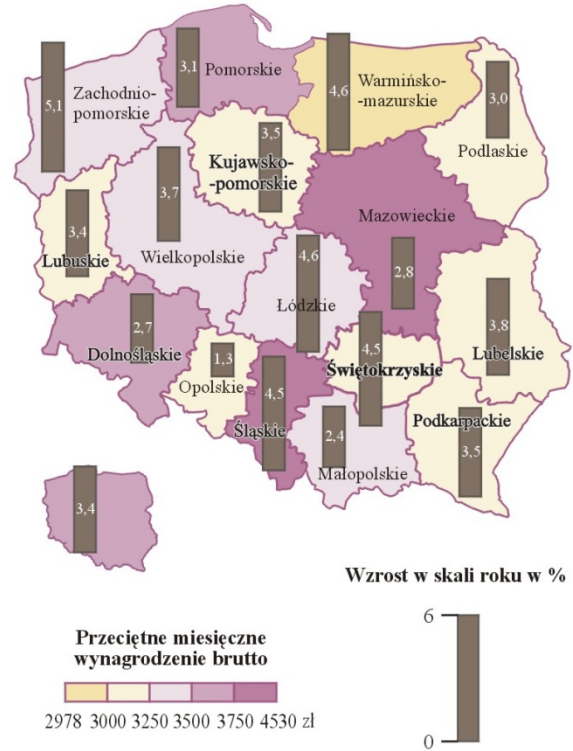 3,1
Pomorskie
5,1
Zachodnio-
pomorskie
4,6
Warmińsko-
mazurskie
3,0
Podlaskie
3,5
Kujawsko-
-pomorskie
3,7
Wielkopolskie
Mazowieckie
2,8
3,4
Lubuskie
4,6
Łódzkie
2,7
Dolnośląskie
1,3
Opolskie
4,5
Śląskie
4,5
Świętokrzyskie
3,8
Lubelskie
2,4
Małopolskie
Podkarpackie
3,5
3,4
Wzrost w skali roku w %
6
0
Przeciętne miesięczne
wynagrodzenie brutto
2978 3000 3250 3500 3750 4530 zł